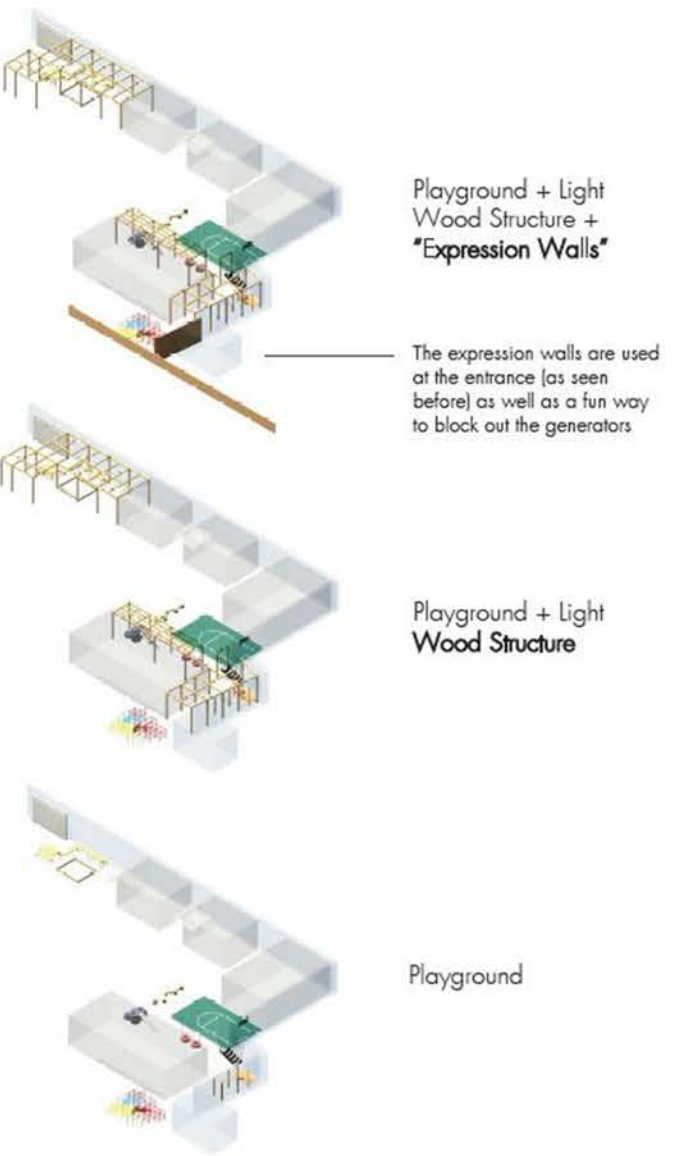 Playground + Light
Wood Structure +
"Expression Walls"
The expression walls are used
at the entrance (as seen
before) as well as a fun way
to block out the generators
Playground + Light
Wood Structure
Playground